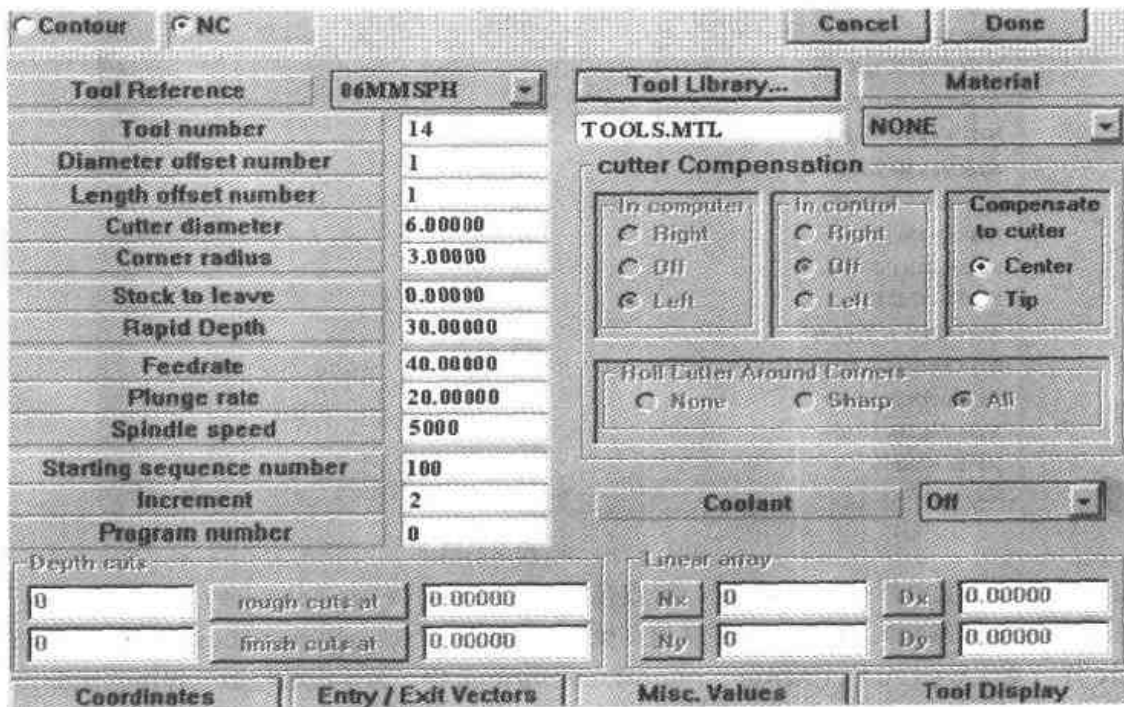 Contour NC Cancel Done
Tool Reference 06MMSPH Tool Library... Material
Tool number 14 TOOLS.MTL NONE
Diameter offset number 1 cutter Compensation
Length offset number 1 In computer In control Compensate
Cutter diameter 6.00000 Right Right to cutter
Corner radius 3.00000 Off Off Center
Stock to leave 0.00000 Left Left Tip
Rapid Depth 30.00000
Feedrate 40.00000 Roll Cutter Around Corners
Plunge rate 20.00000 None Sharp All
Spindle speed 5000
Starting sequence number 100
Increment 2 Coolant Off
Program number 0
Depth cuts Linear array
0 rough cuts at 0.00000 Nx 0 Dx 0.00000
0 finish cuts at 0.00000 Ny 0 Dy 0.00000
Coordinates Entry / Exit Vectors Misc. Values Tool Display